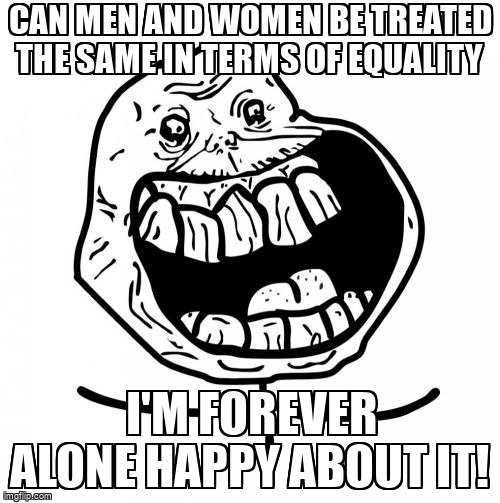 CAN MEN AND WOMEN BE TREATED
THE SAME IN TERMS OF EQUALITY
I'M FOREVER
ALONE HAPPY ABOUT IT!
imgflip.com